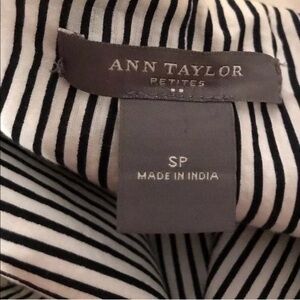 ANN TAYLOR
PETITES
SP
MADE IN INDIA